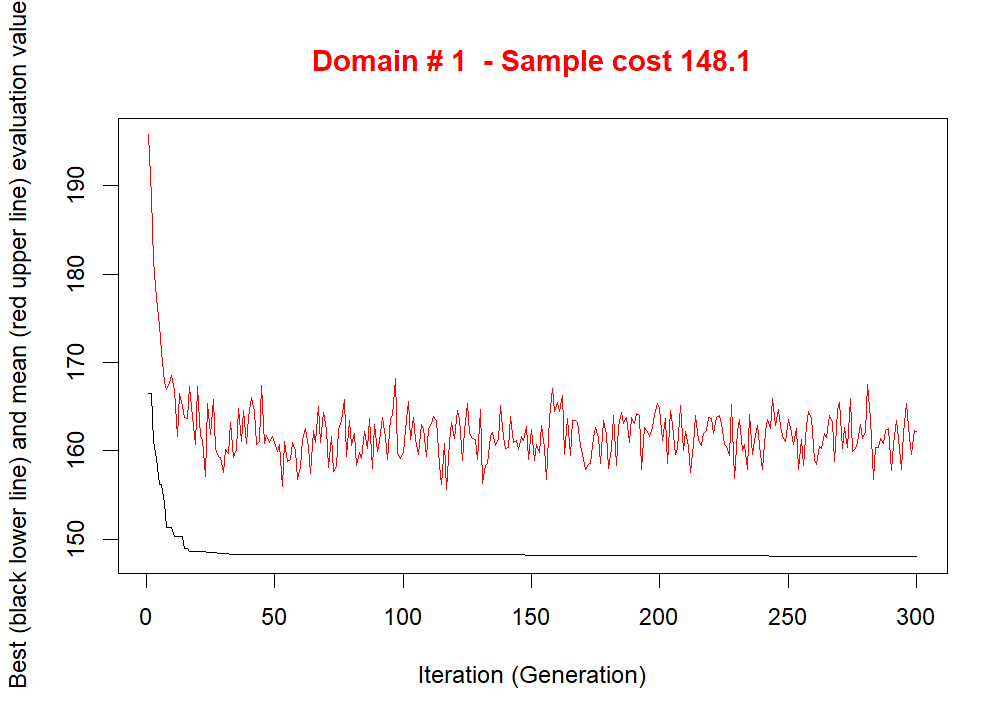 Domain # 1  - Sample cost 148.1
Best (black lower line) and mean (red upper line) evaluation value
190
180
170
160
150
0 50 100 150 200 250 300
Iteration (Generation)